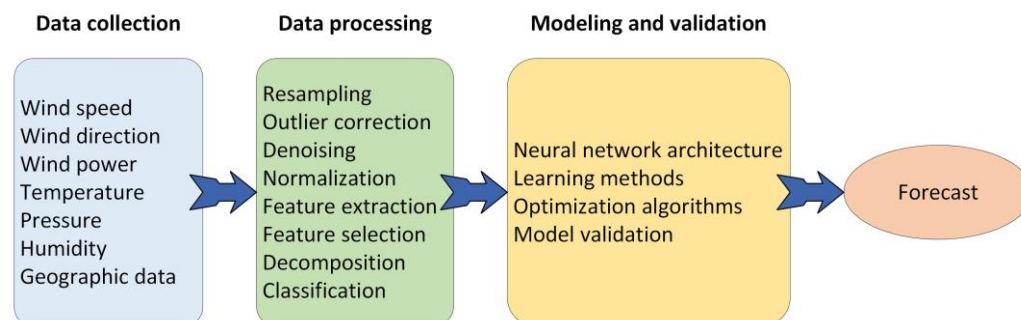 Data collection
Data processing
Modeling and validation
Wind speed
Wind direction
Wind power
Temperature
Pressure
Humidity
Geographic data
Resampling
Outlier correction
Denoising
Normalization
Feature extraction
Feature selection
Decomposition
Classification
Neural network architecture
Learning methods
Optimization algorithms
Model validation
Forecast